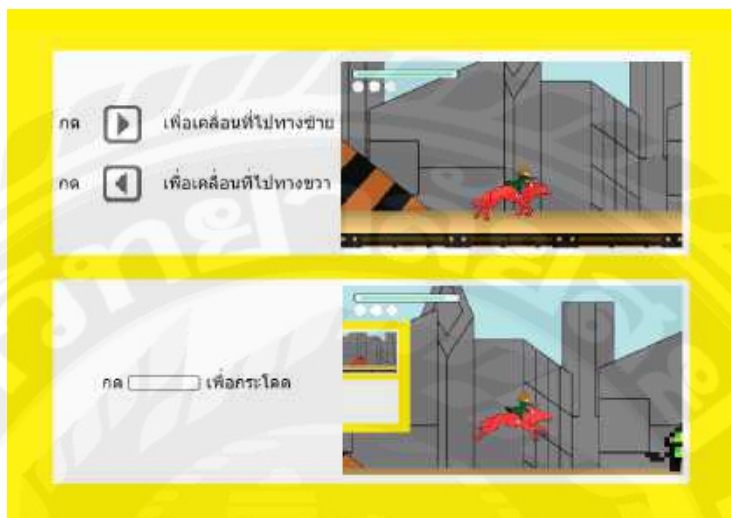 กด เพื่อเคลื่อนที่ไปทางซ้าย
กด เพื่อเคลื่อนที่ไปทางขวา
กด เพื่อกระโดด